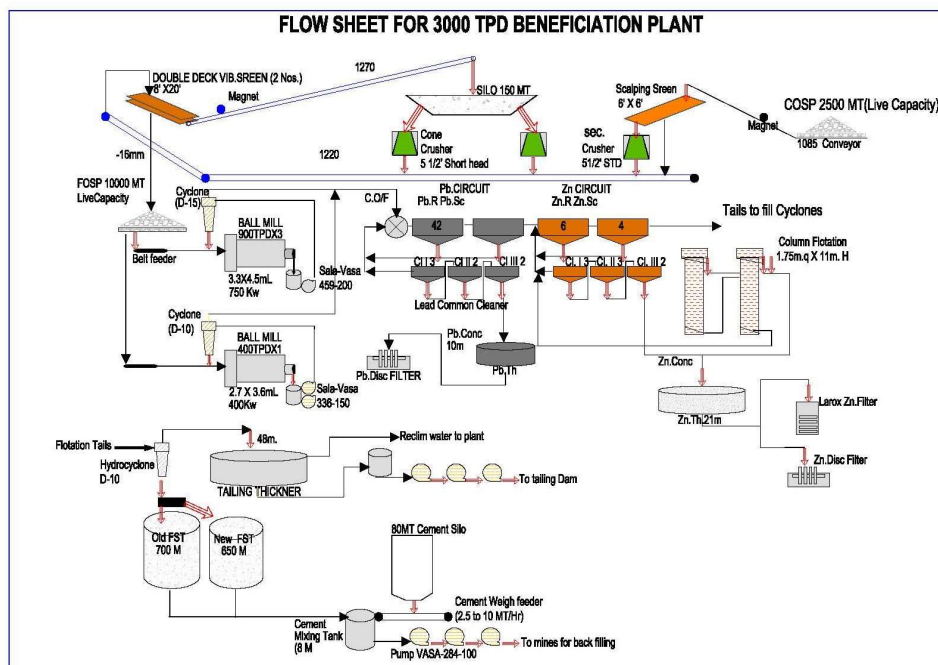 FLOW SHEET FOR 3000 TPD BENEFICIATION PLANT
DOUBLE DECK VIB.SREEN (2 Nos.)
8' X20'
Magnet
1270
SILO 150 MT
Scalping Sreen
6' X 6'
COSP 2500 MT(Live Capacity)
Magnet
1085 Conveyor
Cone
Crusher
5 1/2' Short head
sec.
Crusher
51/2' STD
-16mm
1220
FOSP 10000 MT
LiveCapacity
Cyclone
(D-15)
C.O/F
Pb.CIRCUIT
Pb.R Pb.Sc
Zn CIRCUIT
Zn.R Zn.Sc
Tails to fill Cyclones
42
6
4
BALL MILL
900TPDX3
Belt feeder
3.3X4.5mL
750 Kw
Sala-Vasa
459-200
Cl I 3
Cl II 2
Cl III 2
Cl. I 3
Cl. II 3
Cl. III 2
Lead Common Cleaner
Column Flotation
1.75m.q X 11m. H
Cyclone
(D-10)
BALL MILL
400TPDX1
2.7 X 3.6mL
400Kw
Sala-Vasa
336-150
Pb.Conc
10m
Pb.Th
Pb.Disc FILTER
Zn.Conc
Zn.Th.21m
Larox Zn.Filter
Zn.Disc Filter
Flotation Tails
Hydrocyclone
D-10
48m.
TAILING THICKNER
Reclim water to plant
To tailing Dam
Old FST
700 M
New FST
650 M
80MT Cement Silo
Cement Weigh feeder
(2.5 to 10 MT/Hr)
Cement
Mixing Tank
(8 M
Pump VASA-284-100
To mines for back filling